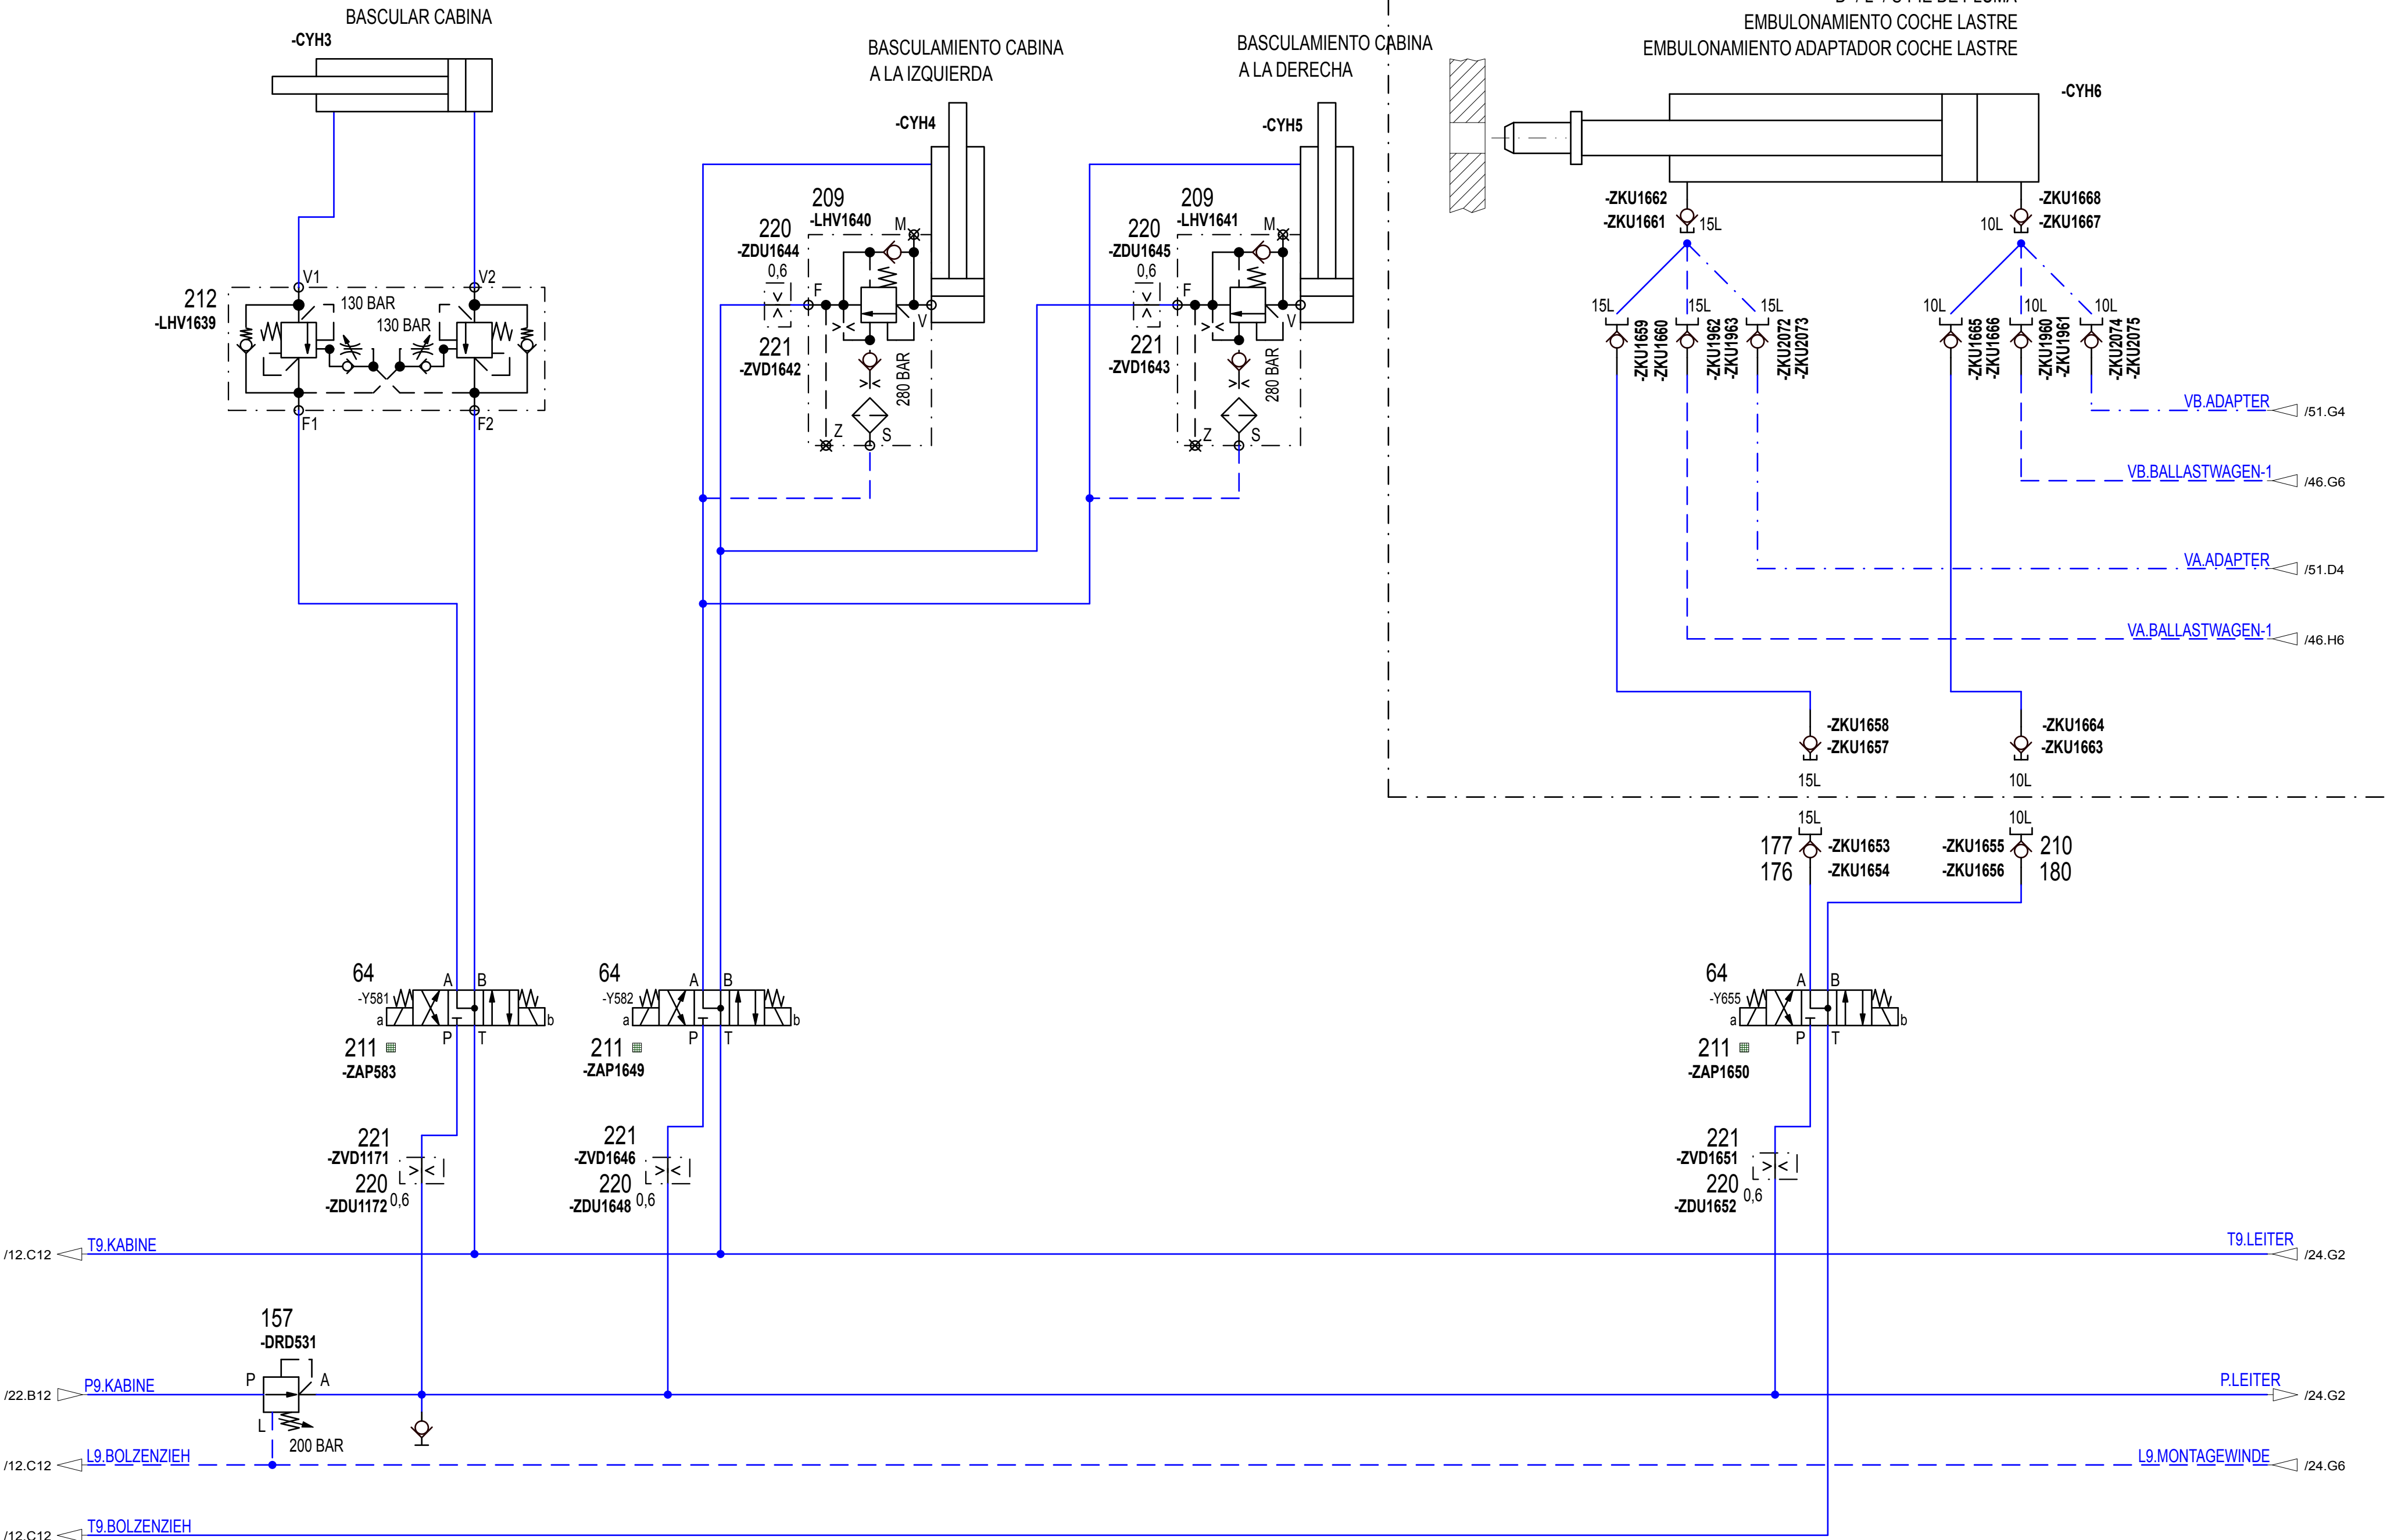 BASCULAR CABINA
-CYH3
BASCULAMIENTO CABINA
A LA IZQUIERDA
-CYH4
BASCULAMIENTO CABINA
A LA DERECHA
-CYH5
EMBULONAMIENTO COCHE LASTRE
EMBULONAMIENTO ADAPTADOR COCHE LASTRE
-CYH6
212
-LHV1639
V1
V2
130 BAR
130 BAR
F1
F2
209
-LHV1640
M
220
-ZDU1644
0,6
F
V
221
-ZVD1642
280 BAR
Z
S
209
-LHV1641
M
220
-ZDU1645
0,6
F
V
221
-ZVD1643
280 BAR
Z
S
-ZKU1662
-ZKU1661
15L
-ZKU1668
-ZKU1667
10L
15L
-ZKU1659
-ZKU1660
15L
-ZKU1962
-ZKU1963
15L
-ZKU2072
-ZKU2073
10L
-ZKU1665
-ZKU1666
10L
-ZKU1960
-ZKU1961
10L
-ZKU2074
-ZKU2075
VB.ADAPTER
/51.G4
VB.BALLASTWAGEN-1
/46.G6
VA.ADAPTER
/51.D4
VA.BALLASTWAGEN-1
/46.H6
-ZKU1658
-ZKU1657
15L
-ZKU1664
-ZKU1663
10L
15L
177
-ZKU1653
176
-ZKU1654
10L
-ZKU1655
210
-ZKU1656
180
64
-Y581
A
B
a
b
P
T
211
-ZAP583
64
-Y582
A
B
a
b
P
T
211
-ZAP1649
64
-Y655
A
B
a
b
P
T
211
-ZAP1650
221
-ZVD1171
220
-ZDU1172
0,6
221
-ZVD1646
220
-ZDU1648
0,6
221
-ZVD1651
220
-ZDU1652
0,6
/12.C12
T9.KABINE
T9.LEITER
/24.G2
157
-DRD531
P
A
L
200 BAR
/22.B12
P9.KABINE
P.LEITER
/24.G2
/12.C12
L9.BOLZENZIEH
L9.MONTAGEWINDE
/24.G6
/12.C12
T9.BOLZENZIEH